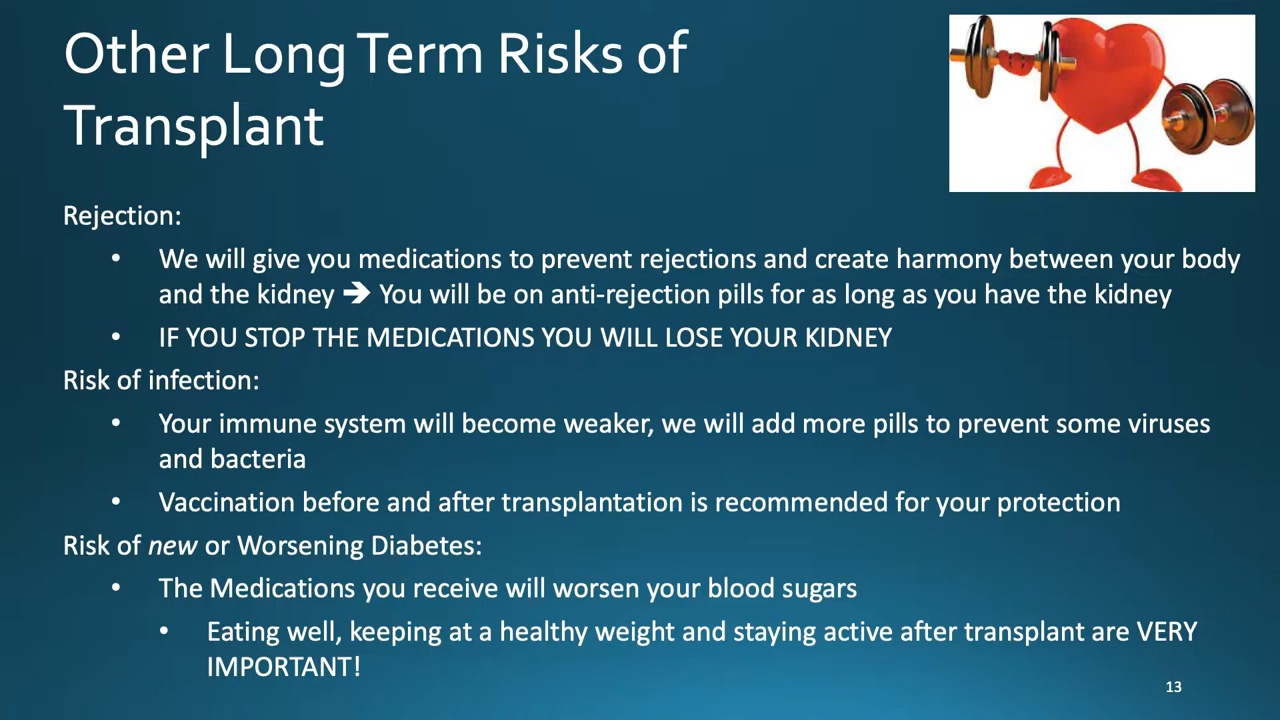 Other Long Term Risks of
Transplant
Rejection:
• We will give you medications to prevent rejections and create harmony between your body
and the kidney ➔ You will be on anti-rejection pills for as long as you have the kidney
• IF YOU STOP THE MEDICATIONS YOU WILL LOSE YOUR KIDNEY
Risk of infection:
• Your immune system will become weaker, we will add more pills to prevent some viruses
and bacteria
• Vaccination before and after transplantation is recommended for your protection
Risk of new or Worsening Diabetes:
• The Medications you receive will worsen your blood sugars
• Eating well, keeping at a healthy weight and staying active after transplant are VERY
IMPORTANT!
13